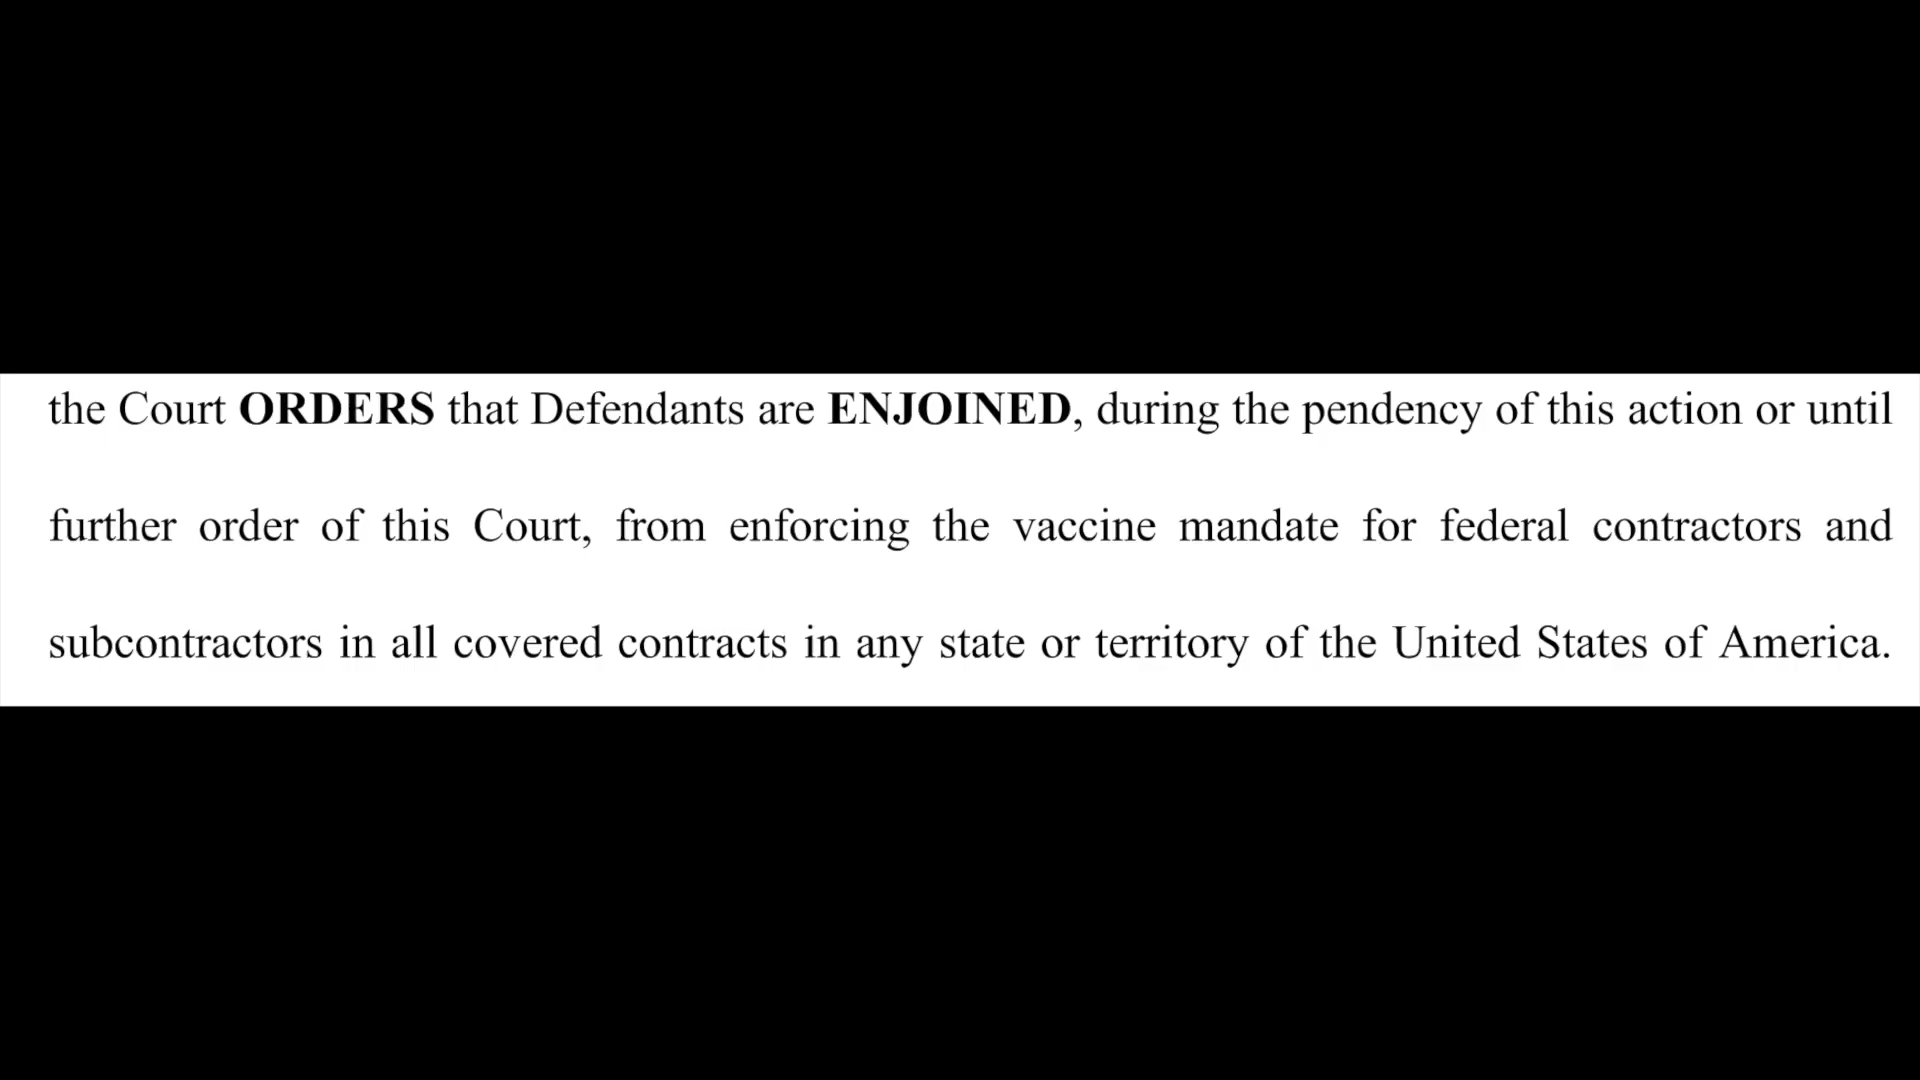 the Court ORDERS that Defendants are ENJOINED, during the pendency of this action or until
further order of this Court, from enforcing the vaccine mandate for federal contractors and
subcontractors in all covered contracts in any state or territory of the United States of America.